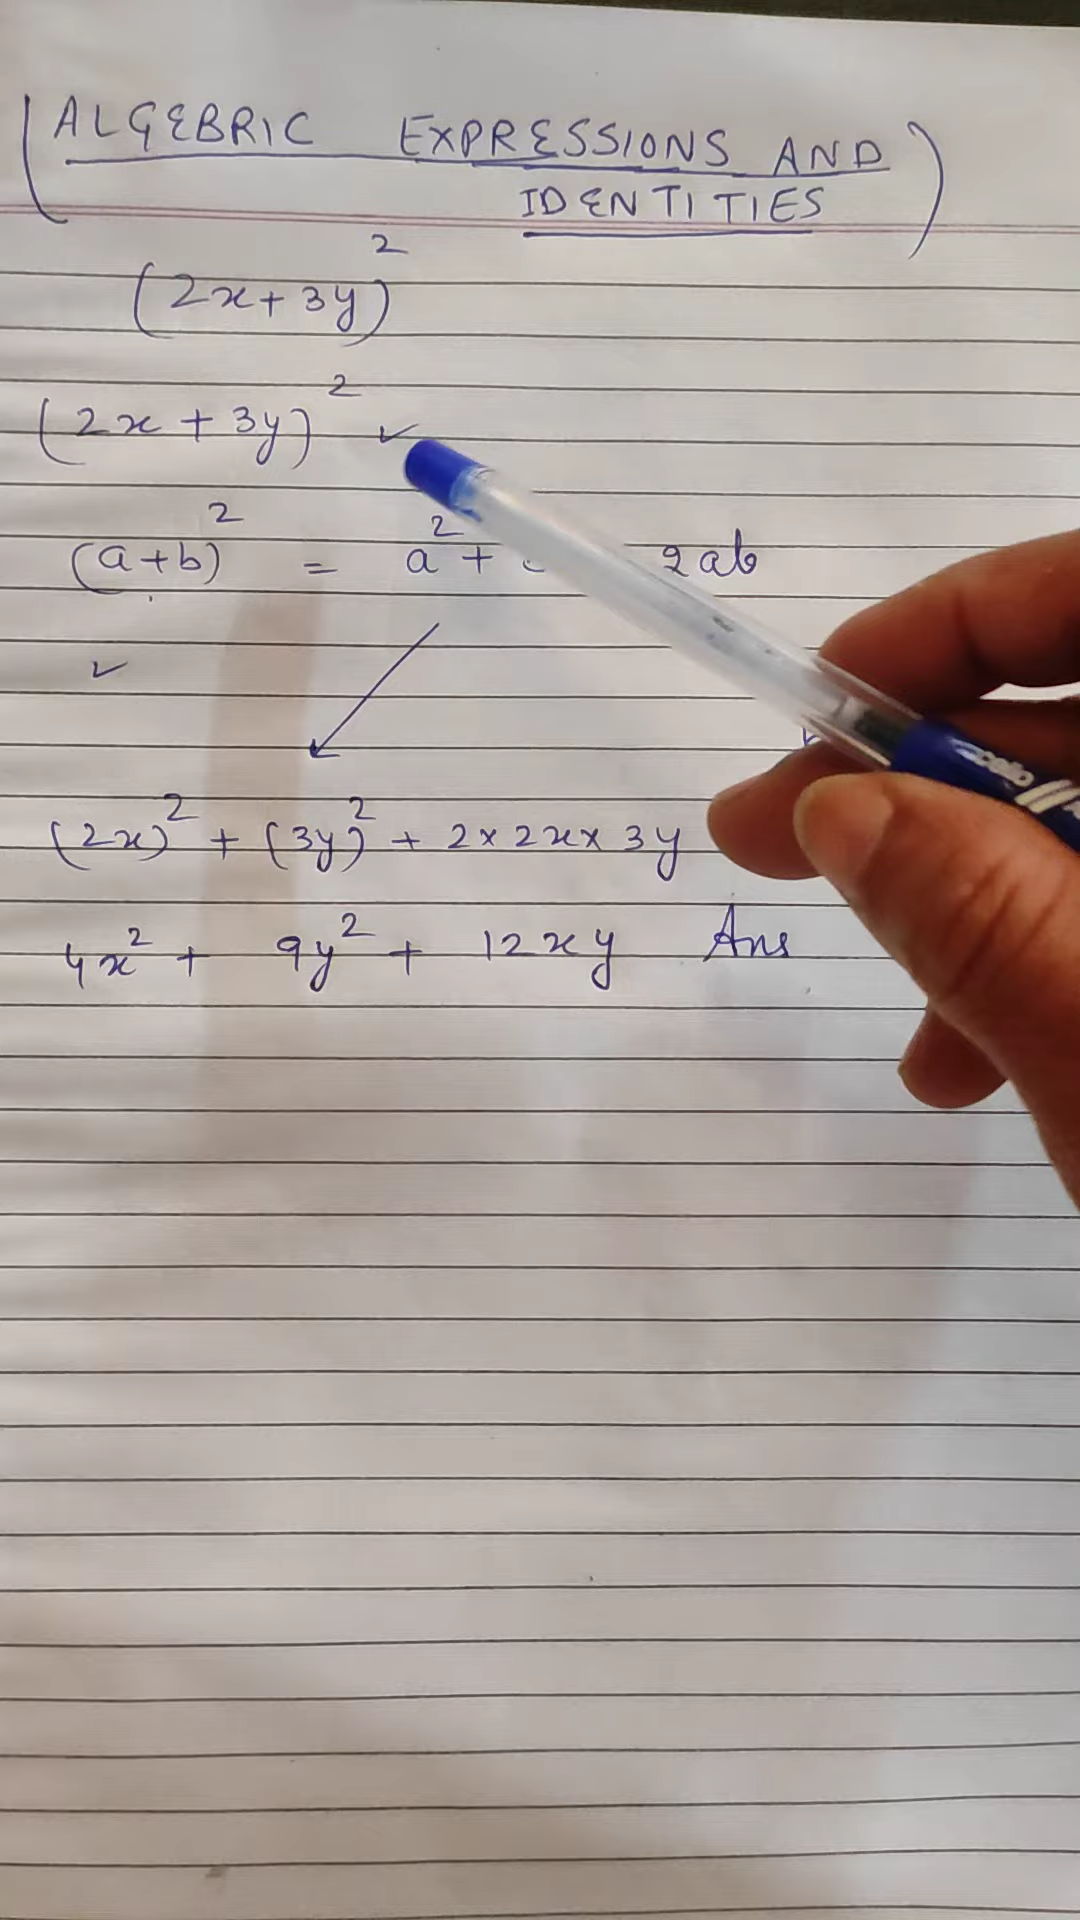 (ALGEBRIC EXPRESSIONS AND
IDENTITIES)
(2x+3y)²
(2x + 3y)² ✓
(a+b)² = a² + 2ab
✓
(2x)² + (3y)² + 2×2x×3y
4x² + 9y² + 12xy Ans
cello